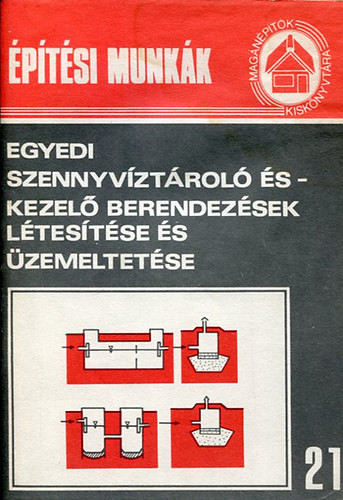 ÉPÍTÉSI MUNKÁK
MAGÁNÉPÍTŐK
KISKÖNYVTÁRA
EGYEDI
SZENNYVÍZTÁROLÓ ÉS -
KEZELŐ BERENDEZÉSEK
LÉTESÍTÉSE ÉS
ÜZEMELTETÉSE
21